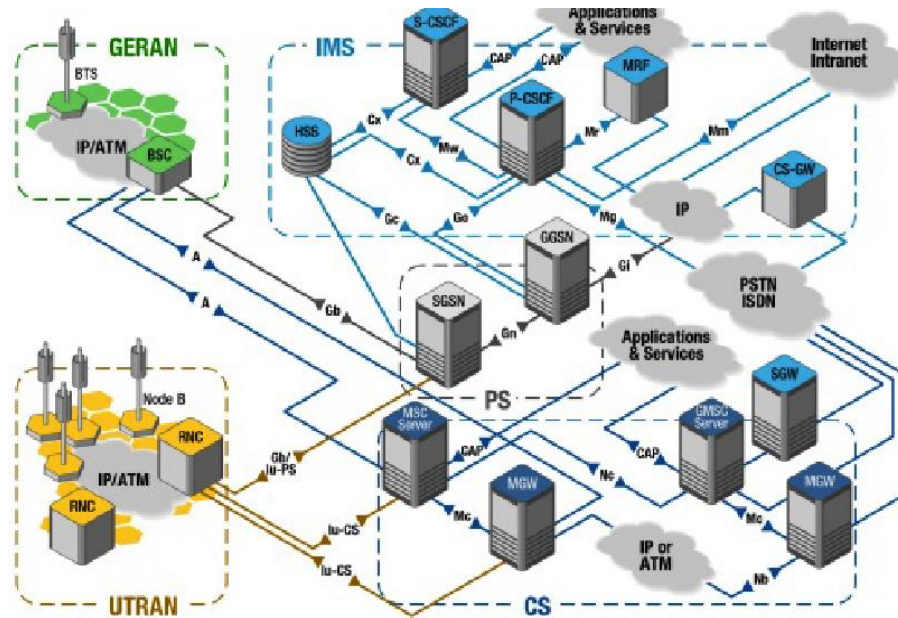 GERAN
BTS
IP/ATM
BSC
IMS
S-CSCF
Applications
& Services
CAP
CAP
MRF
Internet
Intranet
P-CSCF
HSS
Cx
Cx
Mw
Mr
Mm
CS-GW
IP
Gc
Go
Mg
GGSN
Gi
A
A
Gb
SGSN
Gn
PS
PSTN
ISDN
Applications
& Services
UTRAN
Node B
RNC
IP/ATM
RNC
Gb/
Iu-PS
Iu-CS
Iu-CS
MSC
Server
CAP
Mc
MGW
Nc
CAP
GMSC
Server
SGW
Mc
MGW
IP or
ATM
Nb
CS